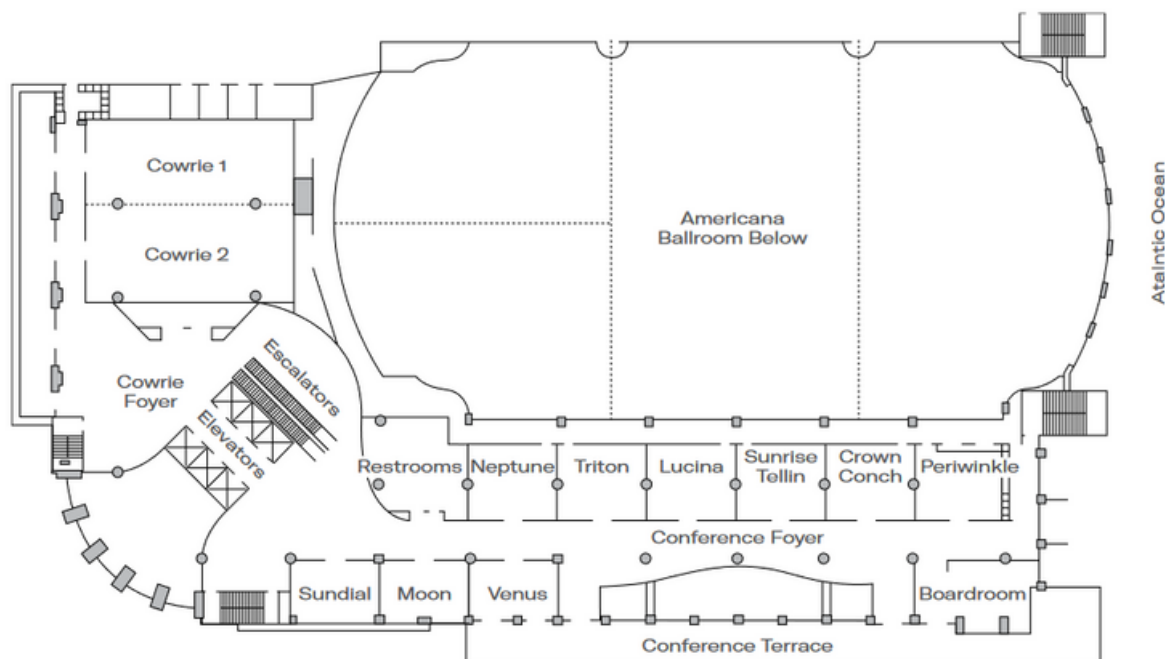 Cowrie 1
Americana
Ballroom Below
Atalntic Ocean
Cowrie 2
Escalators
Cowrie
Foyer
Elevators
Restrooms
Neptune
Triton
Lucina
Sunrise
Tellin
Crown
Conch
Periwinkle
Conference Foyer
Sundial
Moon
Venus
Boardroom
Conference Terrace